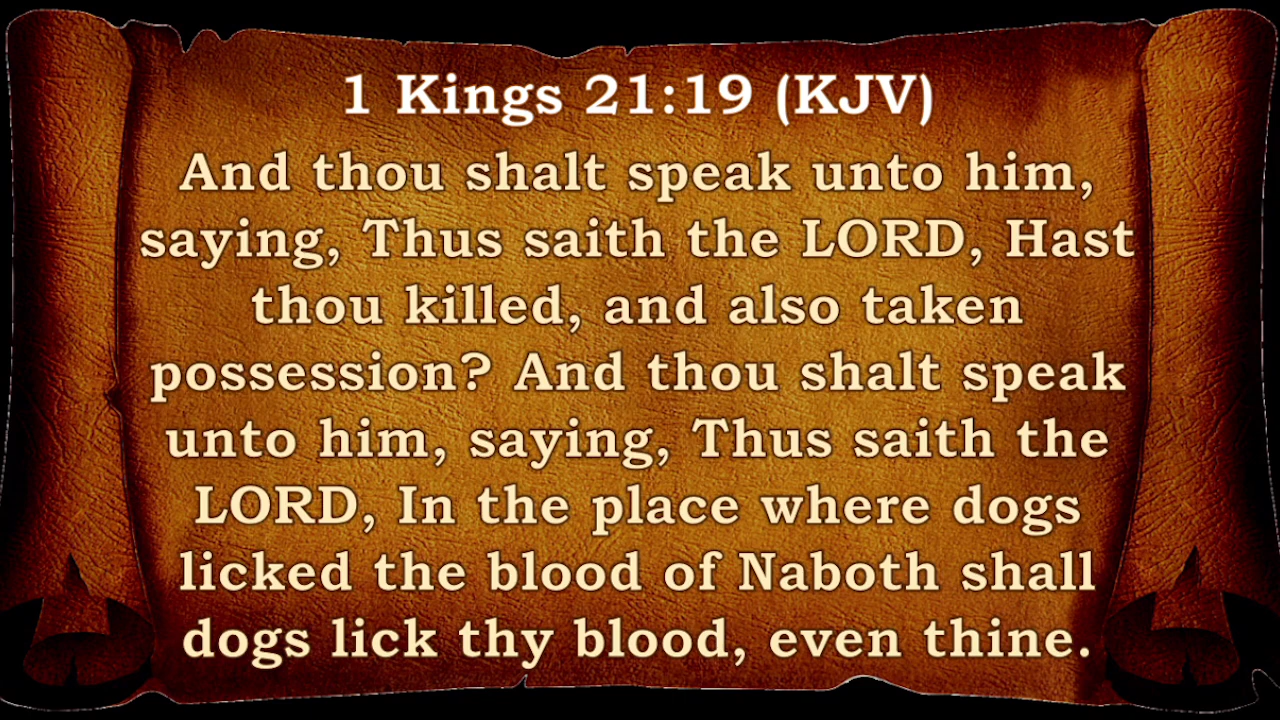 1 Kings 21:19 (KJV)
And thou shalt speak unto him,
saying, Thus saith the LORD, Hast
thou killed, and also taken
possession? And thou shalt speak
unto him, saying, Thus saith the
LORD, In the place where dogs
licked the blood of Naboth shall
dogs lick thy blood, even thine.